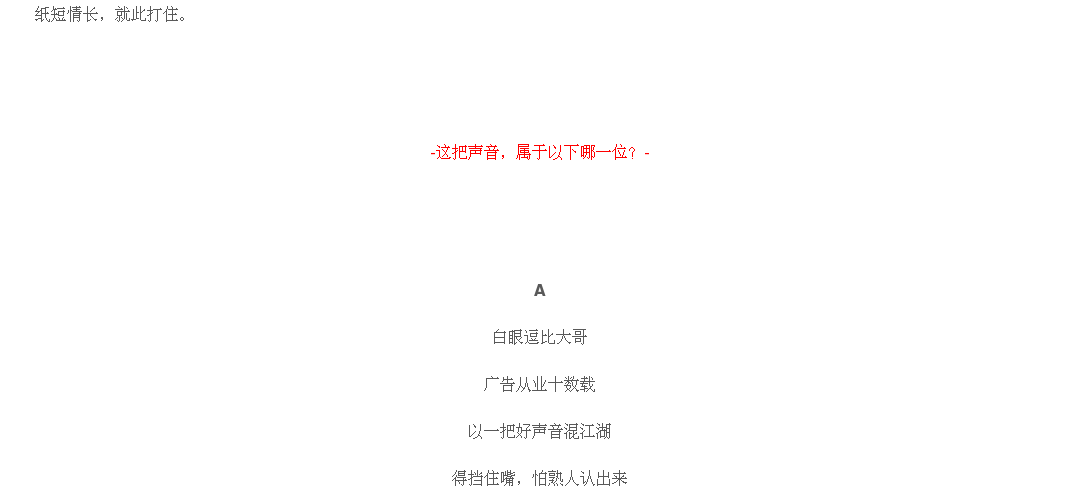 纸短情长，就此打住。
-这把声音，属于以下哪一位？-
A
白眼逗比大哥
广告从业十数载
以一把好声音混江湖
得挡住嘴，怕熟人认出来